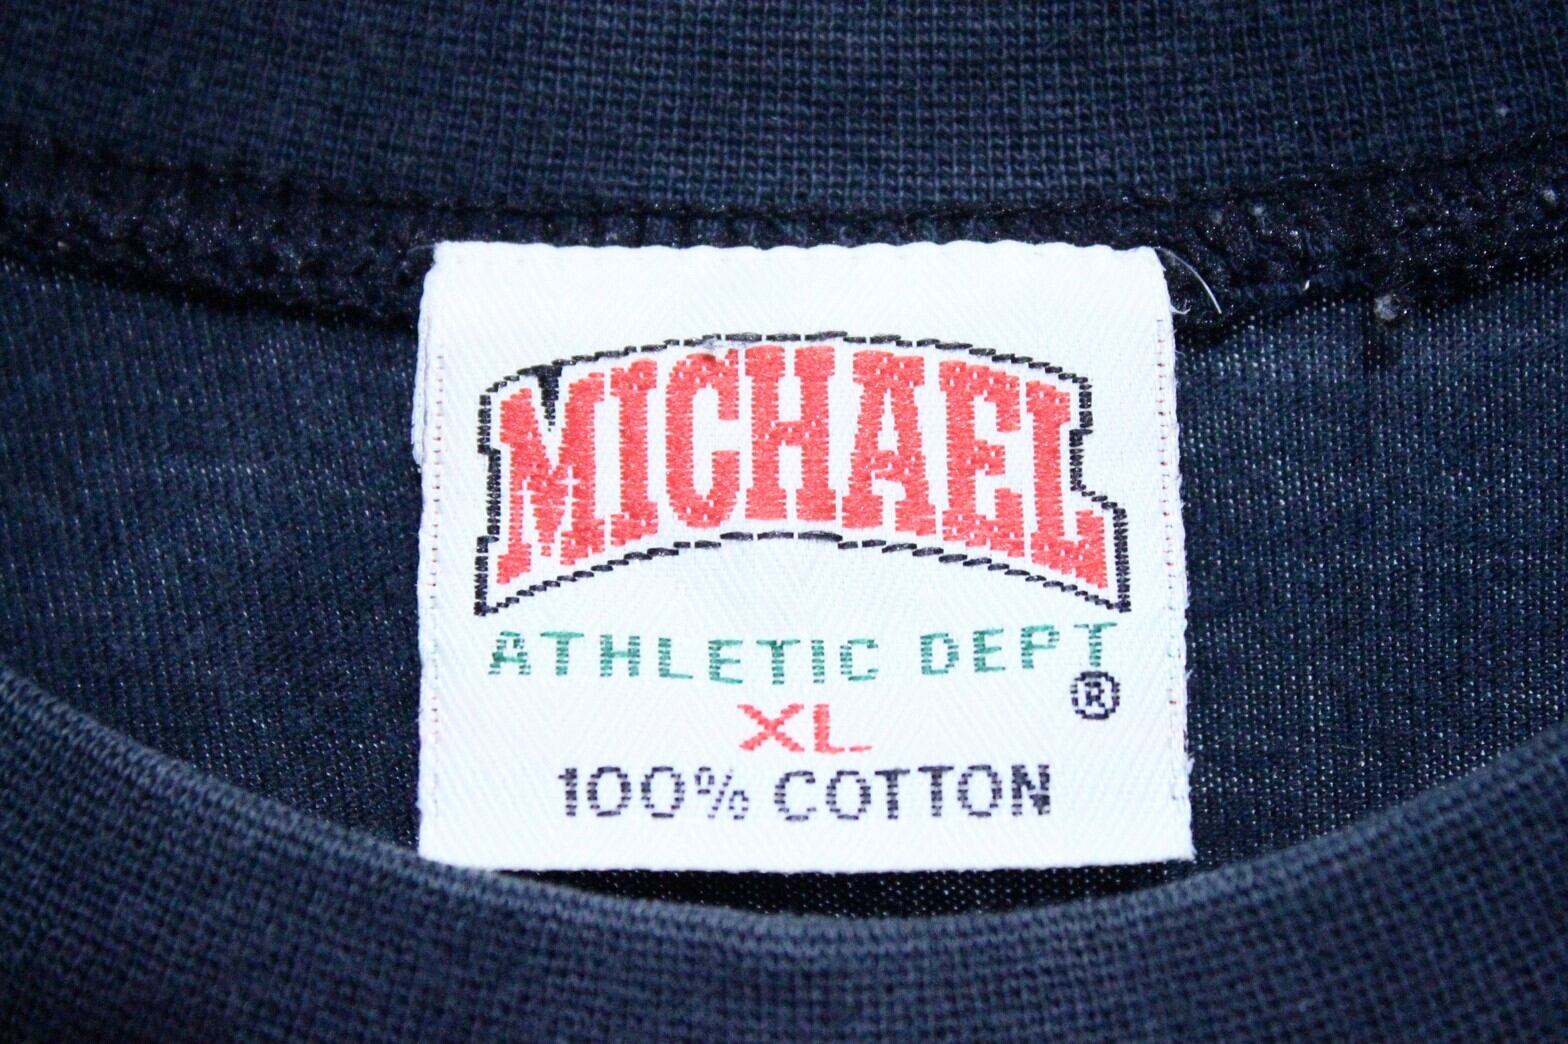 MICHAEL
ATHLETIC DEPT
®
XL
100% COTTON